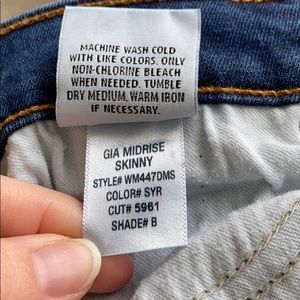 MACHINE WASH COLD
WITH LIKE COLORS. ONLY
NON-CHLORINE BLEACH
WHEN NEEDED. TUMBLE
DRY MEDIUM. WARM IRON
IF NECESSARY.
GIA MIDRISE
SKINNY
STYLE# WM447DMS
COLOR# SYR
CUT# 5961
SHADE# B